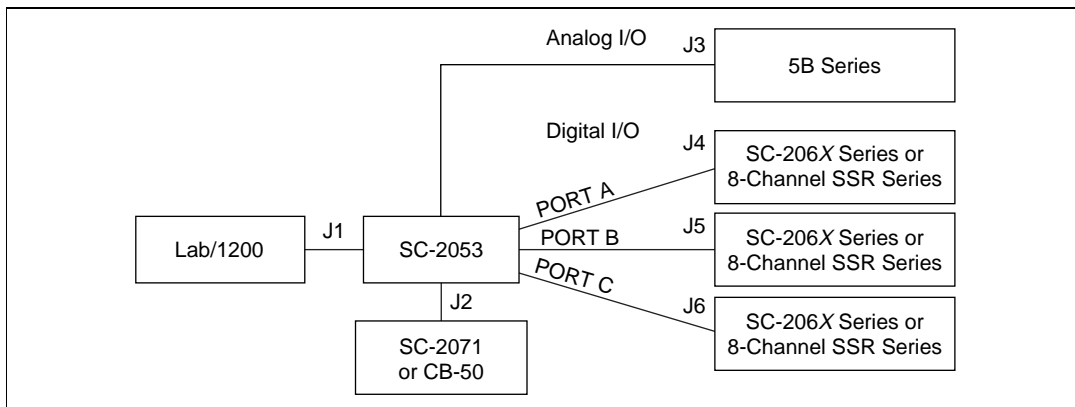 Analog I/O
J3
5B Series
Digital I/O
J4
SC-206X Series or
8-Channel SSR Series
PORT A
Lab/1200
J1
SC-2053
PORT B
J5
SC-206X Series or
8-Channel SSR Series
PORT C
J2
J6
SC-206X Series or
8-Channel SSR Series
SC-2071
or CB-50